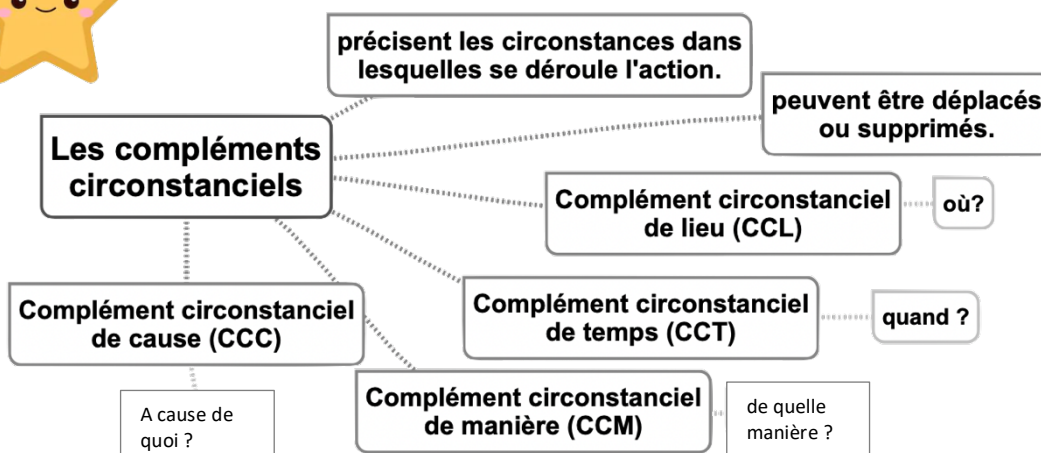 précisent les circonstances dans
lesquelles se déroule l'action.
peuvent être déplacés
ou supprimés.
Les compléments
circonstanciels
Complément circonstanciel
de lieu (CCL)
où?
Complément circonstanciel
de temps (CCT)
quand ?
Complément circonstanciel
de cause (CCC)
A cause de
quoi ?
Complément circonstanciel
de manière (CCM)
de quelle
manière ?